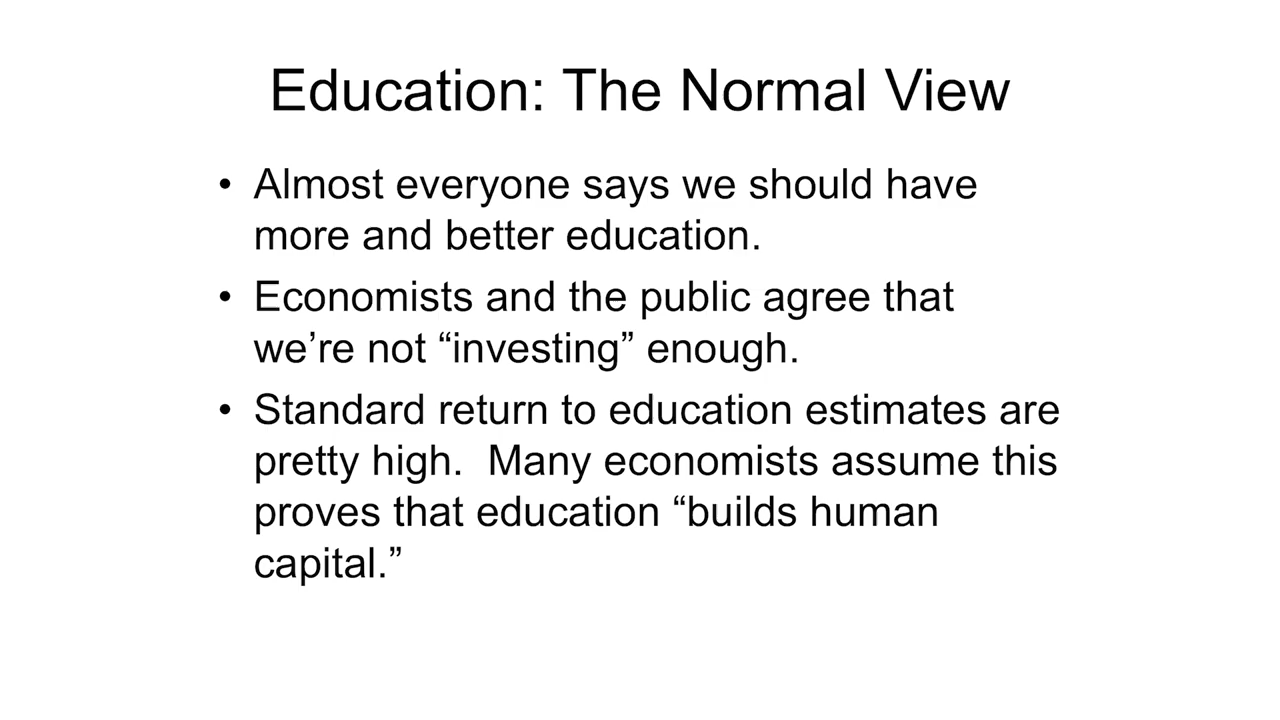 Education: The Normal View
• Almost everyone says we should have
more and better education.
• Economists and the public agree that
we’re not “investing” enough.
• Standard return to education estimates are
pretty high.  Many economists assume this
proves that education “builds human
capital.”